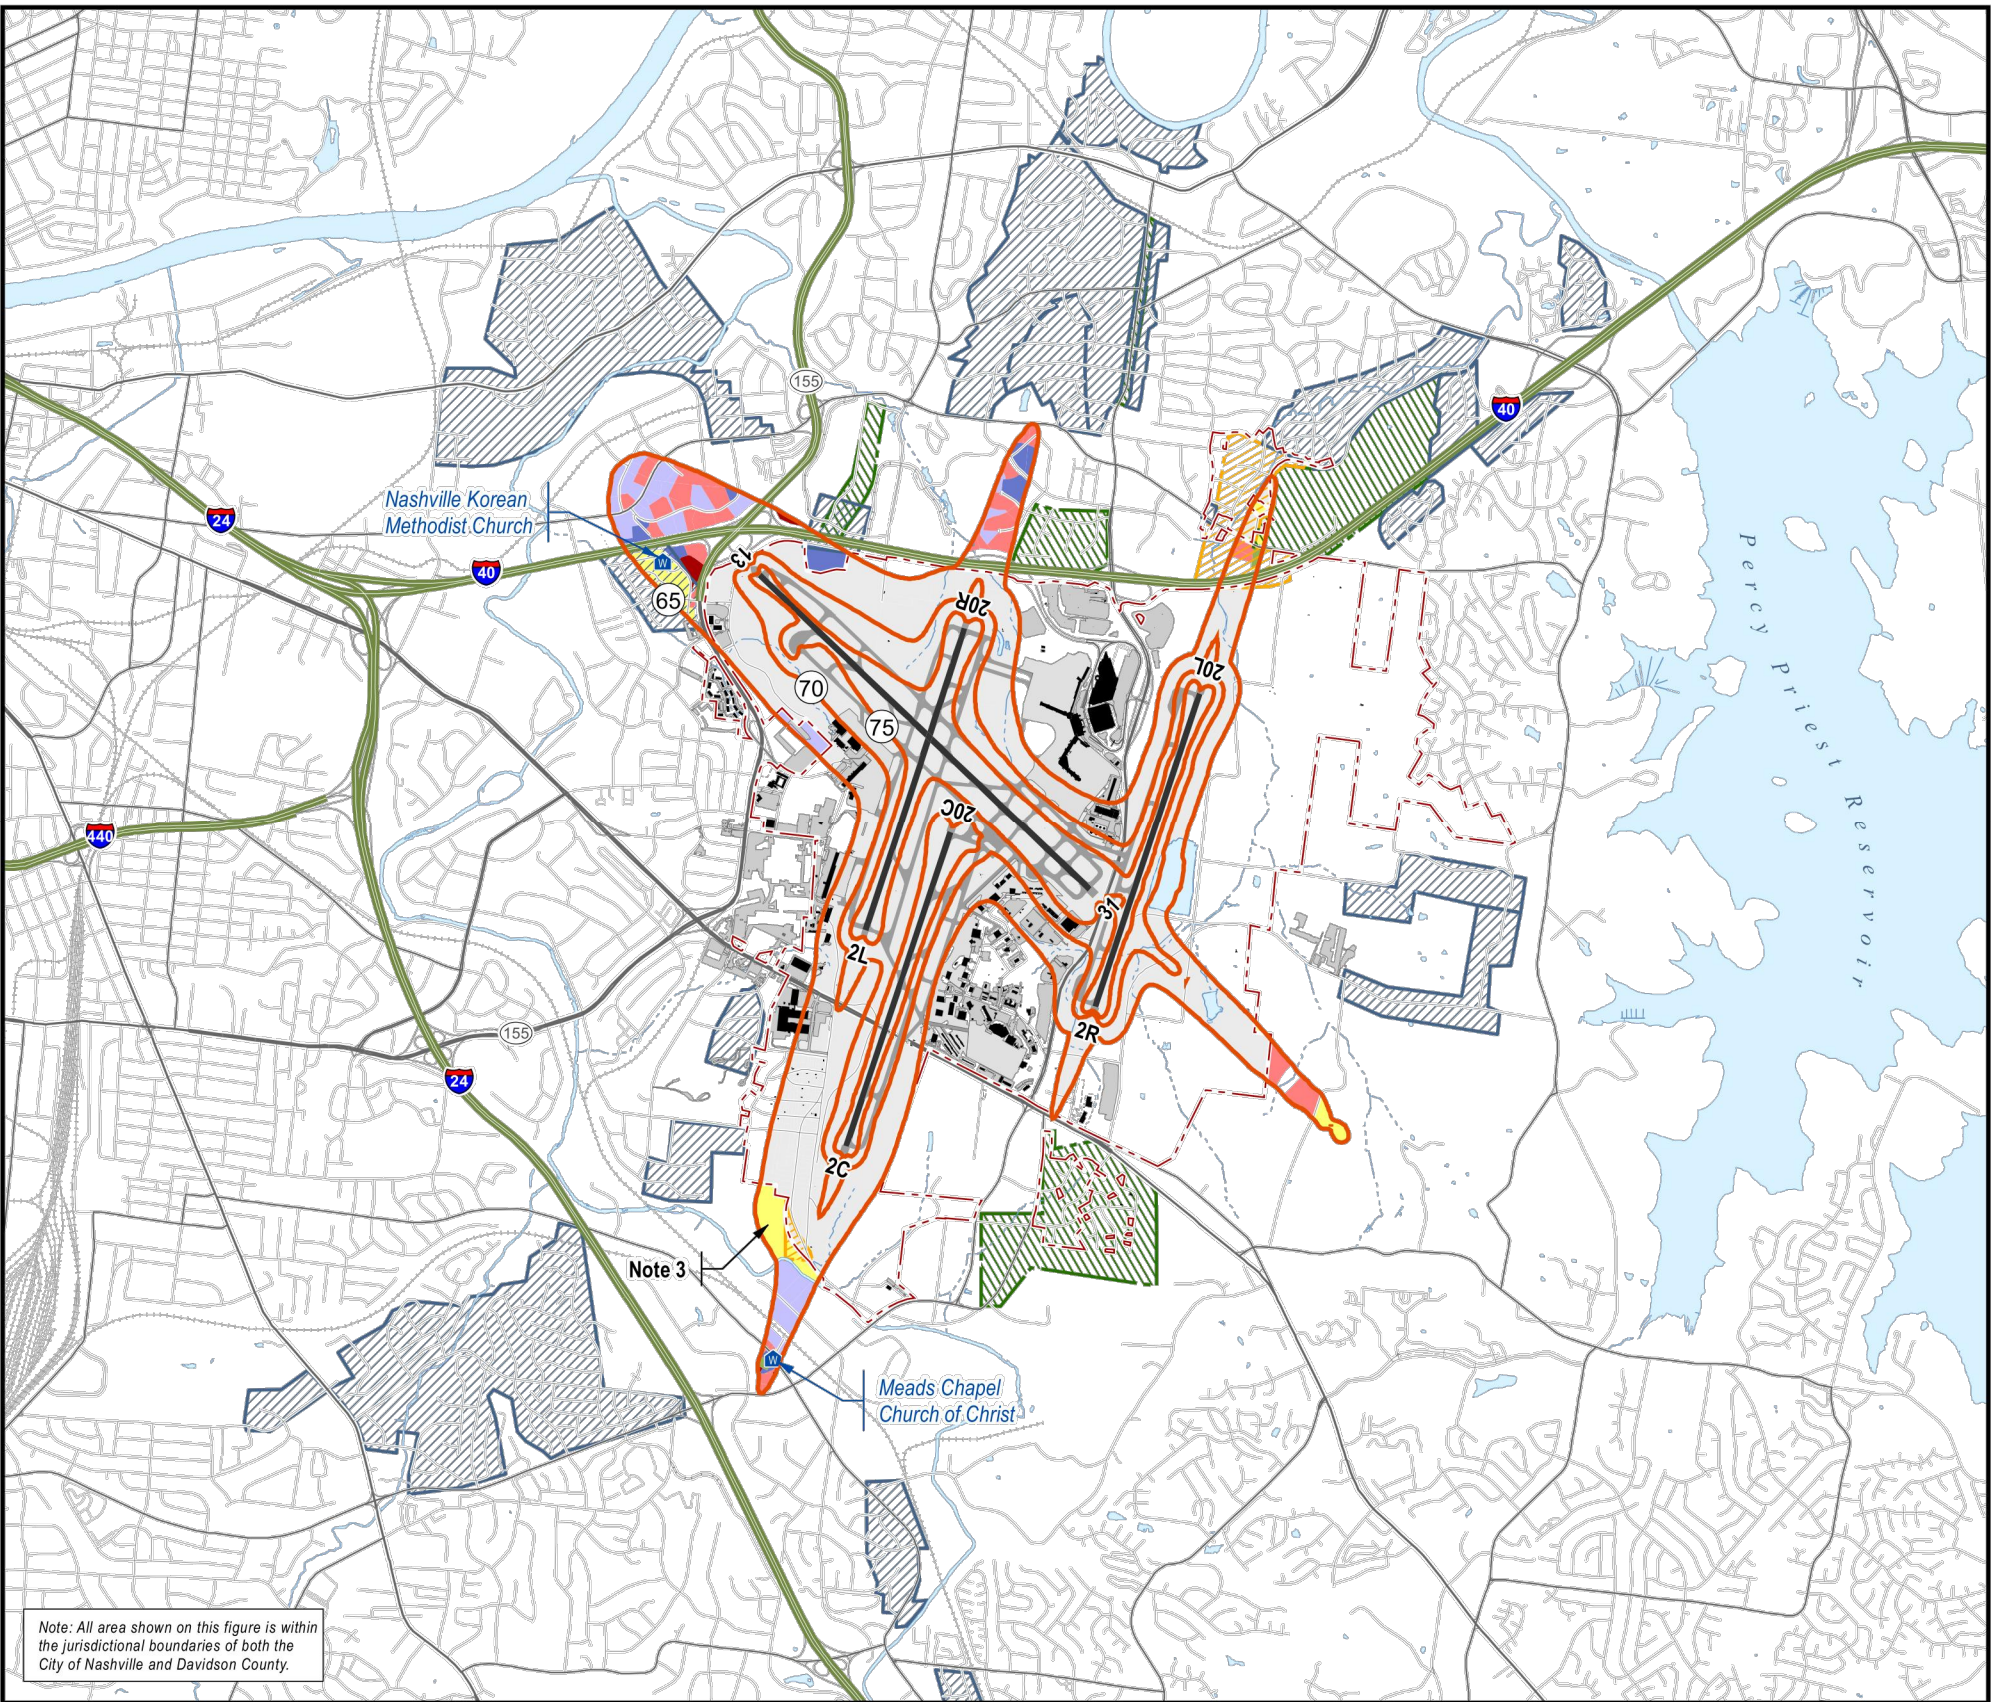 155
40
Nashville Korean
Methodist Church
24
W
40
65
13
20R
20L
70
75
20C
440
31
2L
155
2R
24
2C
Note 3
W
Meads Chapel
Church of Christ
Percy Priest Reservoir
Note: All area shown on this figure is within
the jurisdictional boundaries of both the
City of Nashville and Davidson County.